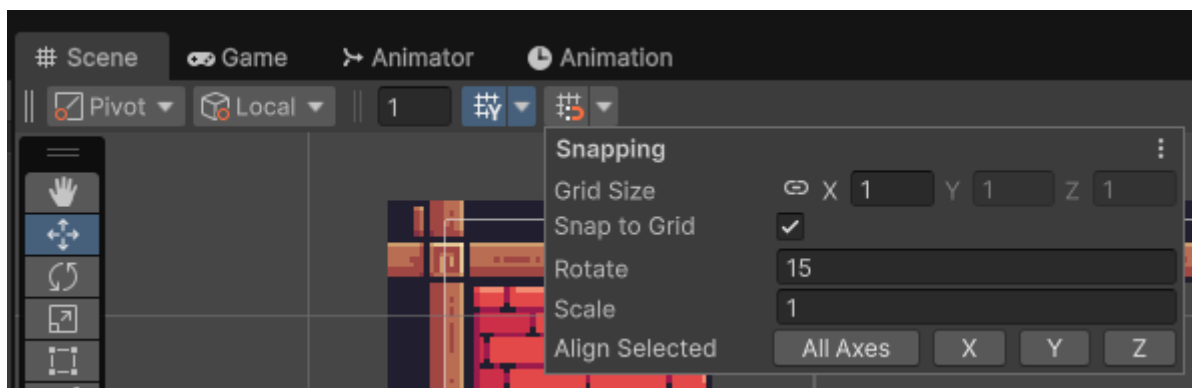 Scene Game Animator Animation
Pivot Local 1
Snapping
Grid Size X 1 Y 1 Z 1
Snap to Grid
Rotate 15
Scale 1
Align Selected All Axes X Y Z